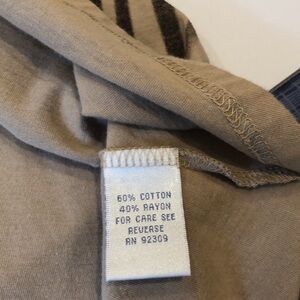 60% COTTON
40% RAYON
FOR CARE SEE
REVERSE
RN 92309